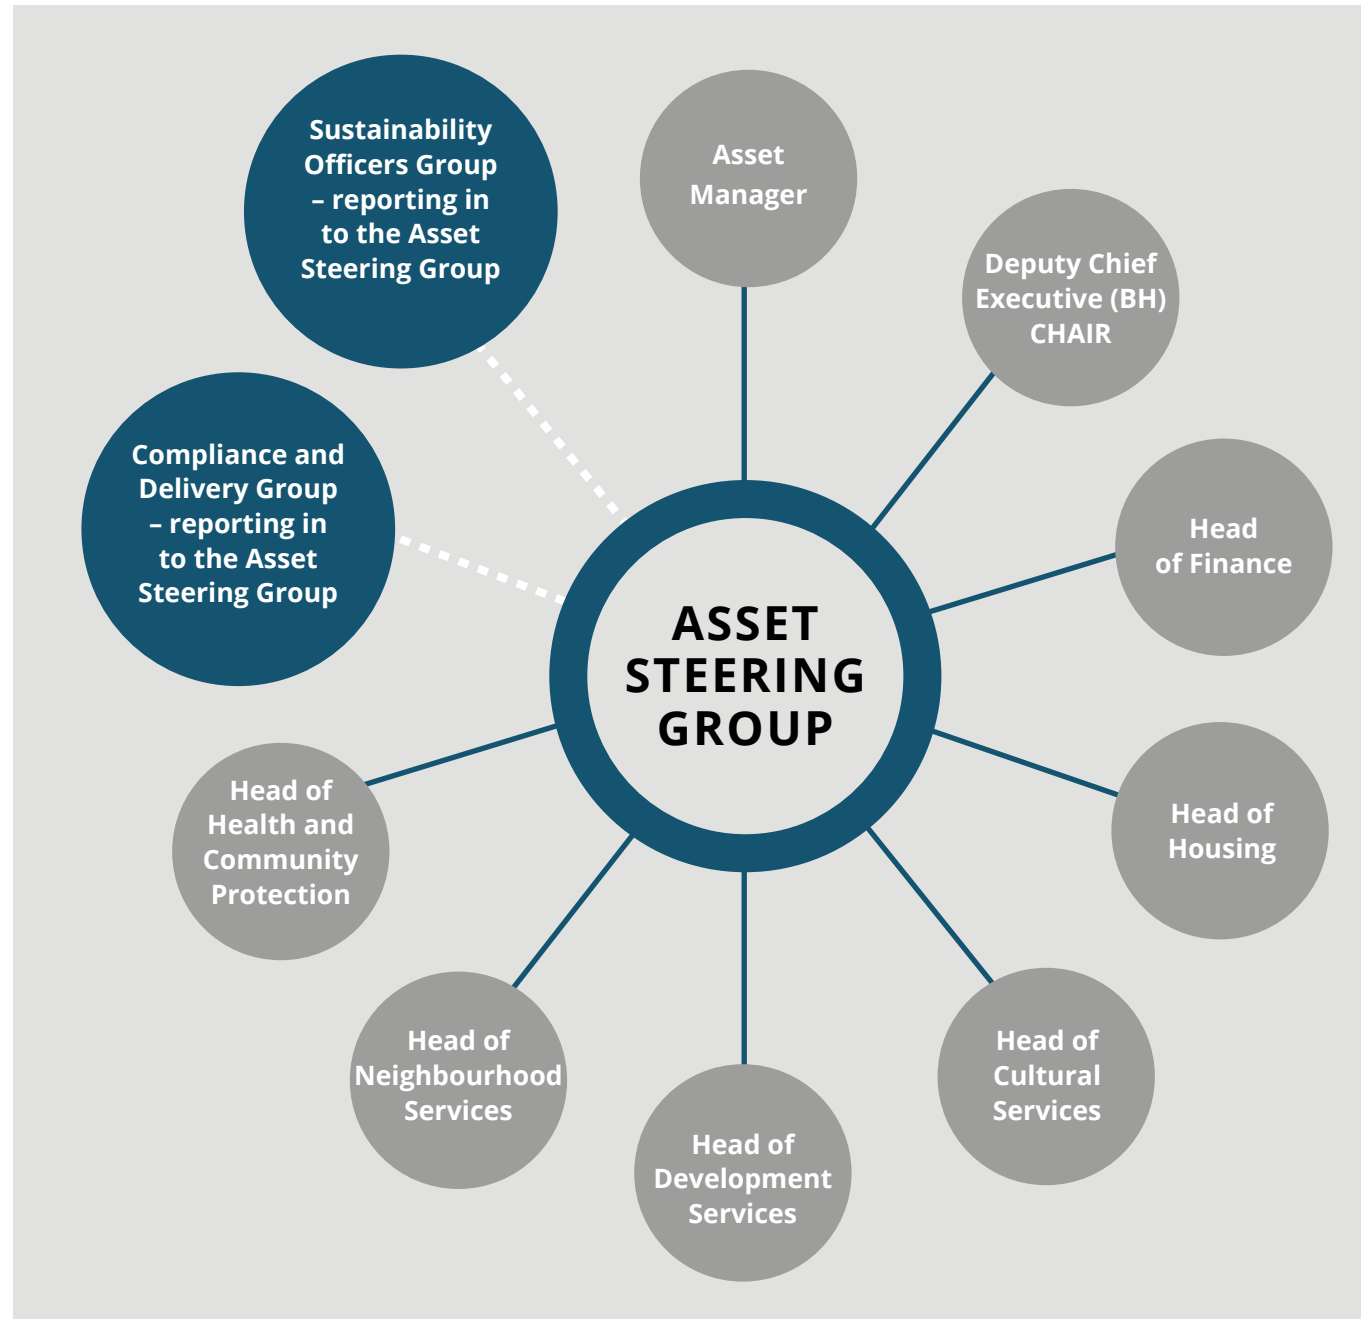 Sustainability
Officers Group
– reporting in
to the Asset
Steering Group
Asset
Manager
Deputy Chief
Executive (BH)
CHAIR
Compliance and
Delivery Group
– reporting in
to the Asset
Steering Group
Head
of Finance
ASSET
STEERING
GROUP
Head of
Health and
Community
Protection
Head of
Housing
Head of
Neighbourhood
Services
Head of
Development
Services
Head of
Cultural
Services